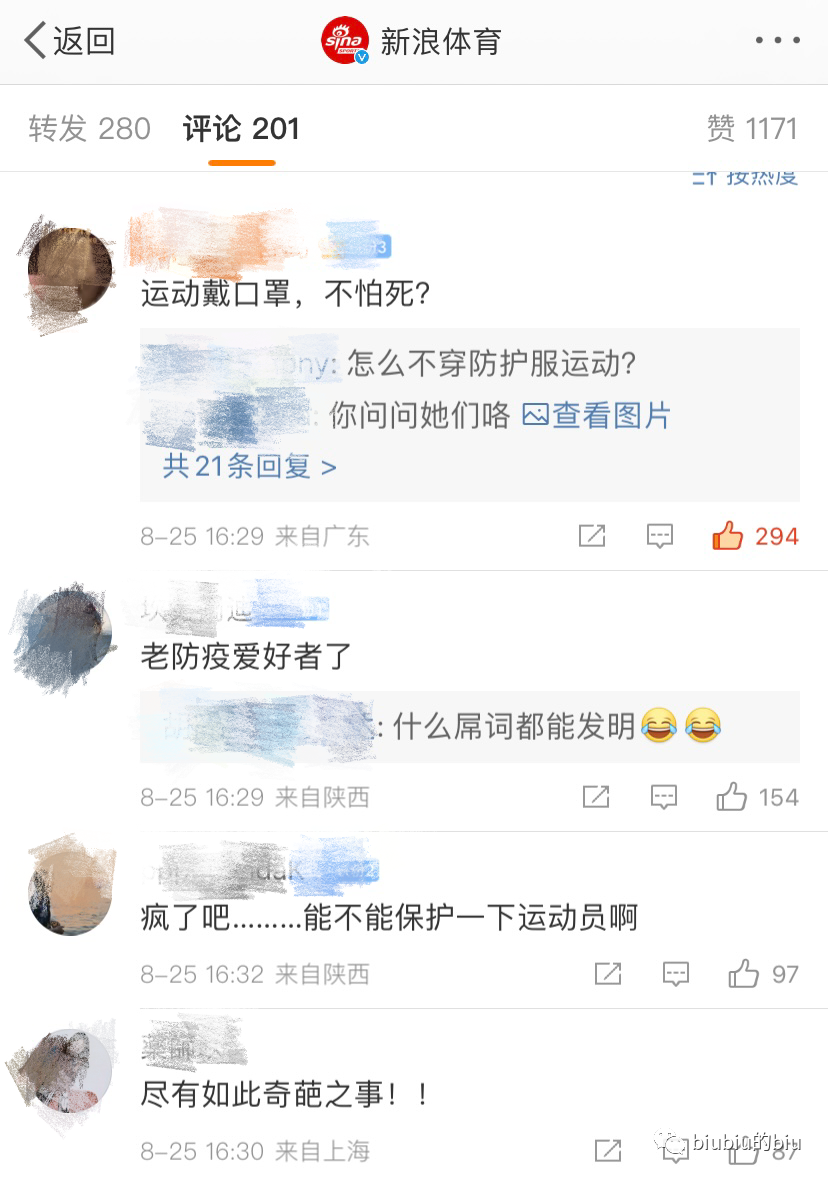 返回
sina
SPORTS
新浪体育
转发 280 评论 201 赞 1171
按热度
运动戴口罩，不怕死？
ony: 怎么不穿防护服运动？
: 你问问她们咯 查看图片
共21条回复 >
8-25 16:29 来自广东 294
老防疫爱好者了
: 什么屌词都能发明😂😂
8-25 16:29 来自陕西 154
疯了吧………能不能保护一下运动员啊
8-25 16:32 来自陕西 97
尽有如此奇葩之事！！
8-25 16:30 来自上海 87
biubiu的biu